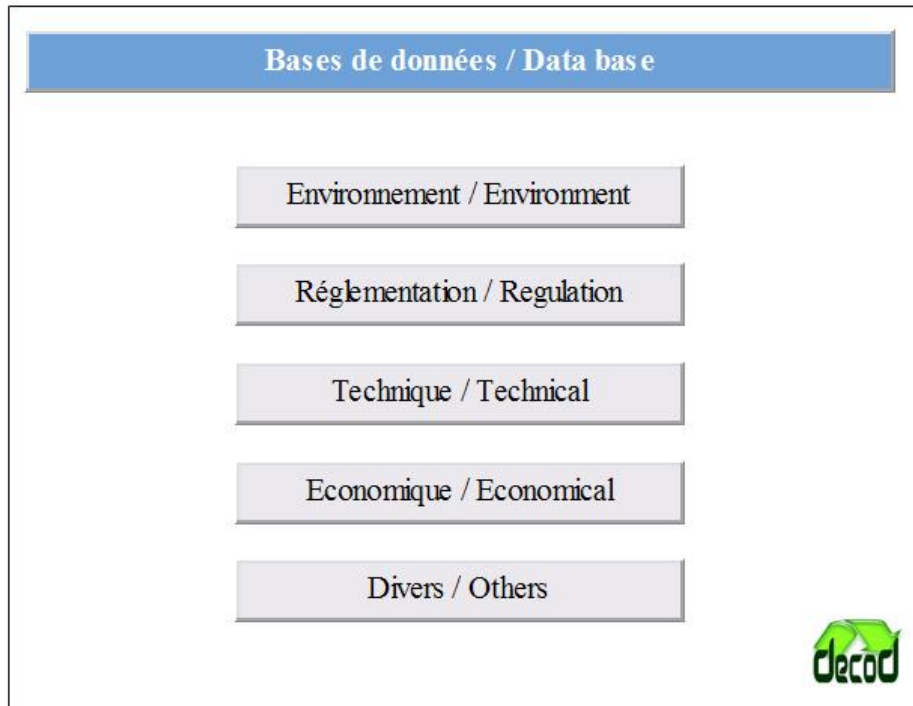 Bases de données / Data base
Environnement / Environment
Réglementation / Regulation
Technique / Technical
Economique / Economical
Divers / Others
decod